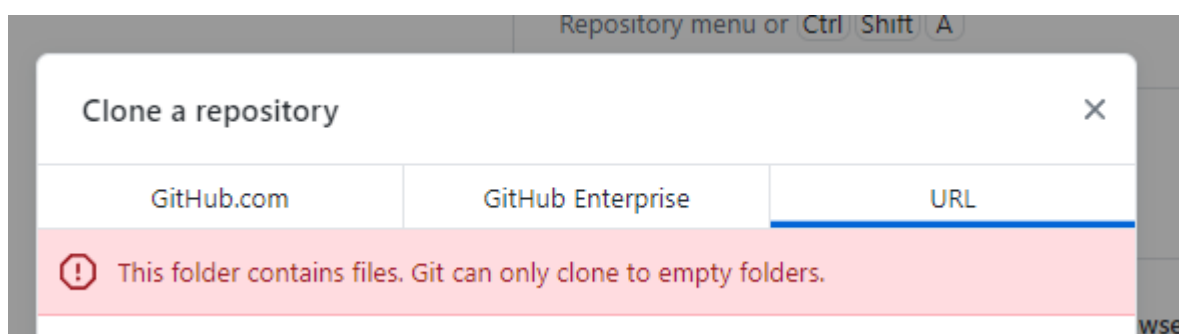 Repository menu or Ctrl Shift A
Clone a repository
GitHub.com GitHub Enterprise URL
This folder contains files. Git can only clone to empty folders.
wse